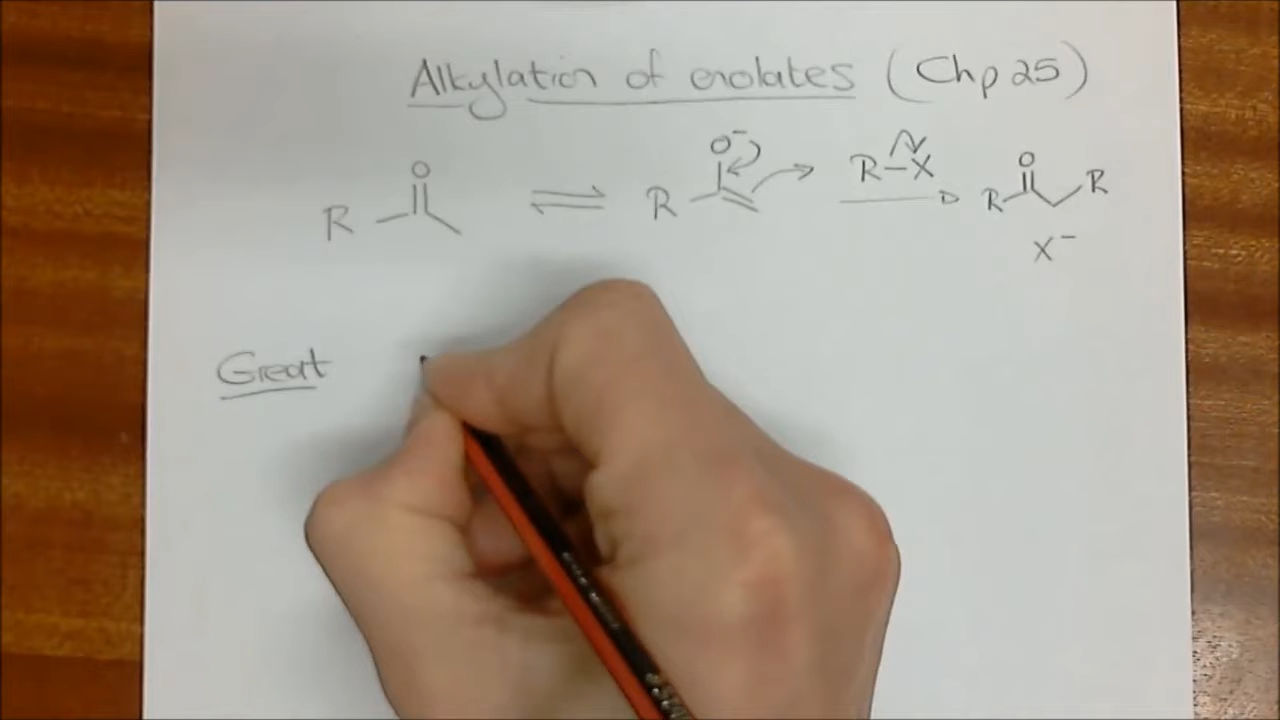 Alkylation of enolates (Chp 25)
O O⁻ R-X O
R ⇌ R R R
X⁻
Great